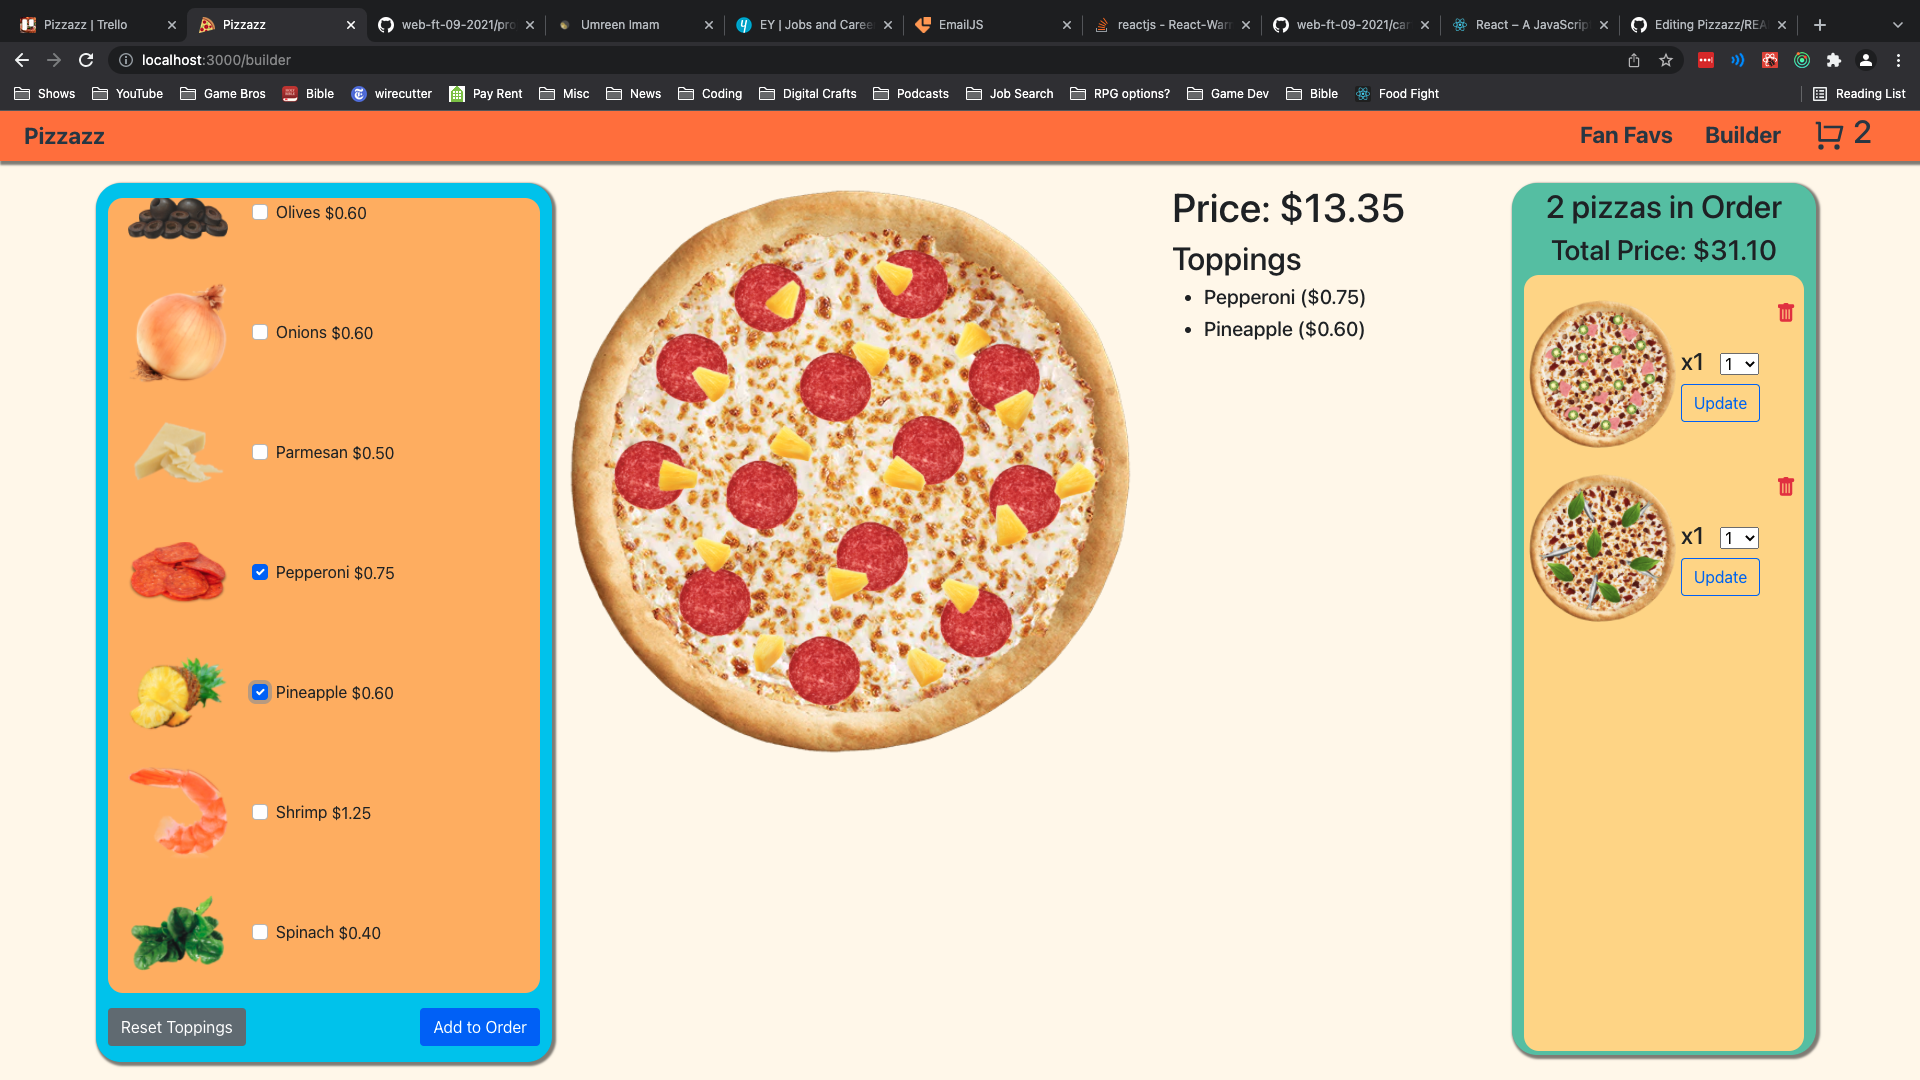 Pizzazz | Trello
Pizzazz
web-ft-09-2021/pro
Umreen Imam
EY | Jobs and Caree
EmailJS
reactjs - React-Warn
web-ft-09-2021/car
React – A JavaScrip
Editing Pizzazz/REA
localhost:3000/builder
Shows
YouTube
Game Bros
Bible
wirecutter
Pay Rent
Misc
News
Coding
Digital Crafts
Podcasts
Job Search
RPG options?
Game Dev
Bible
Food Fight
Reading List
Pizzazz
Fan Favs
Builder
2
Olives $0.60
Onions $0.60
Parmesan $0.50
Pepperoni $0.75
Pineapple $0.60
Shrimp $1.25
Spinach $0.40
Reset Toppings
Add to Order
Price: $13.35
Toppings
Pepperoni ($0.75)
Pineapple ($0.60)
2 pizzas in Order
Total Price: $31.10
x1 1
Update
x1 1
Update